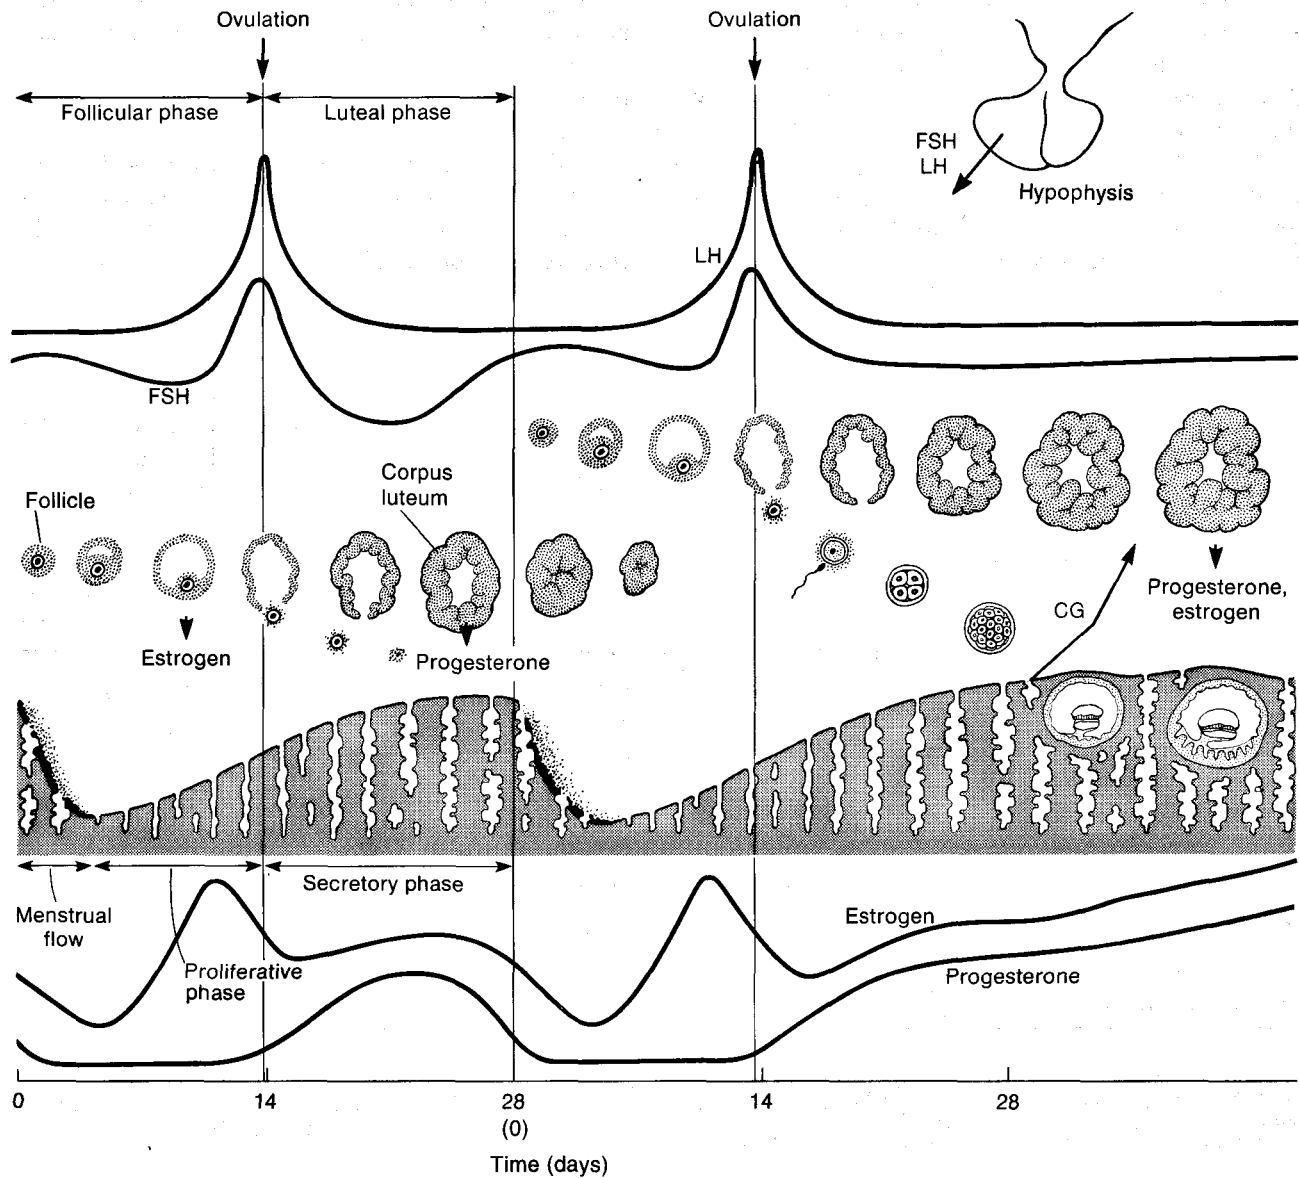 Ovulation
Ovulation
Follicular phase
Luteal phase
FSH
LH
Hypophysis
LH
FSH
Follicle
Corpus
luteum
Estrogen
Progesterone
CG
Progesterone,
estrogen
Menstrual
flow
Proliferative
phase
Secretory phase
Estrogen
Progesterone
0
14
28
(0)
14
28
Time (days)